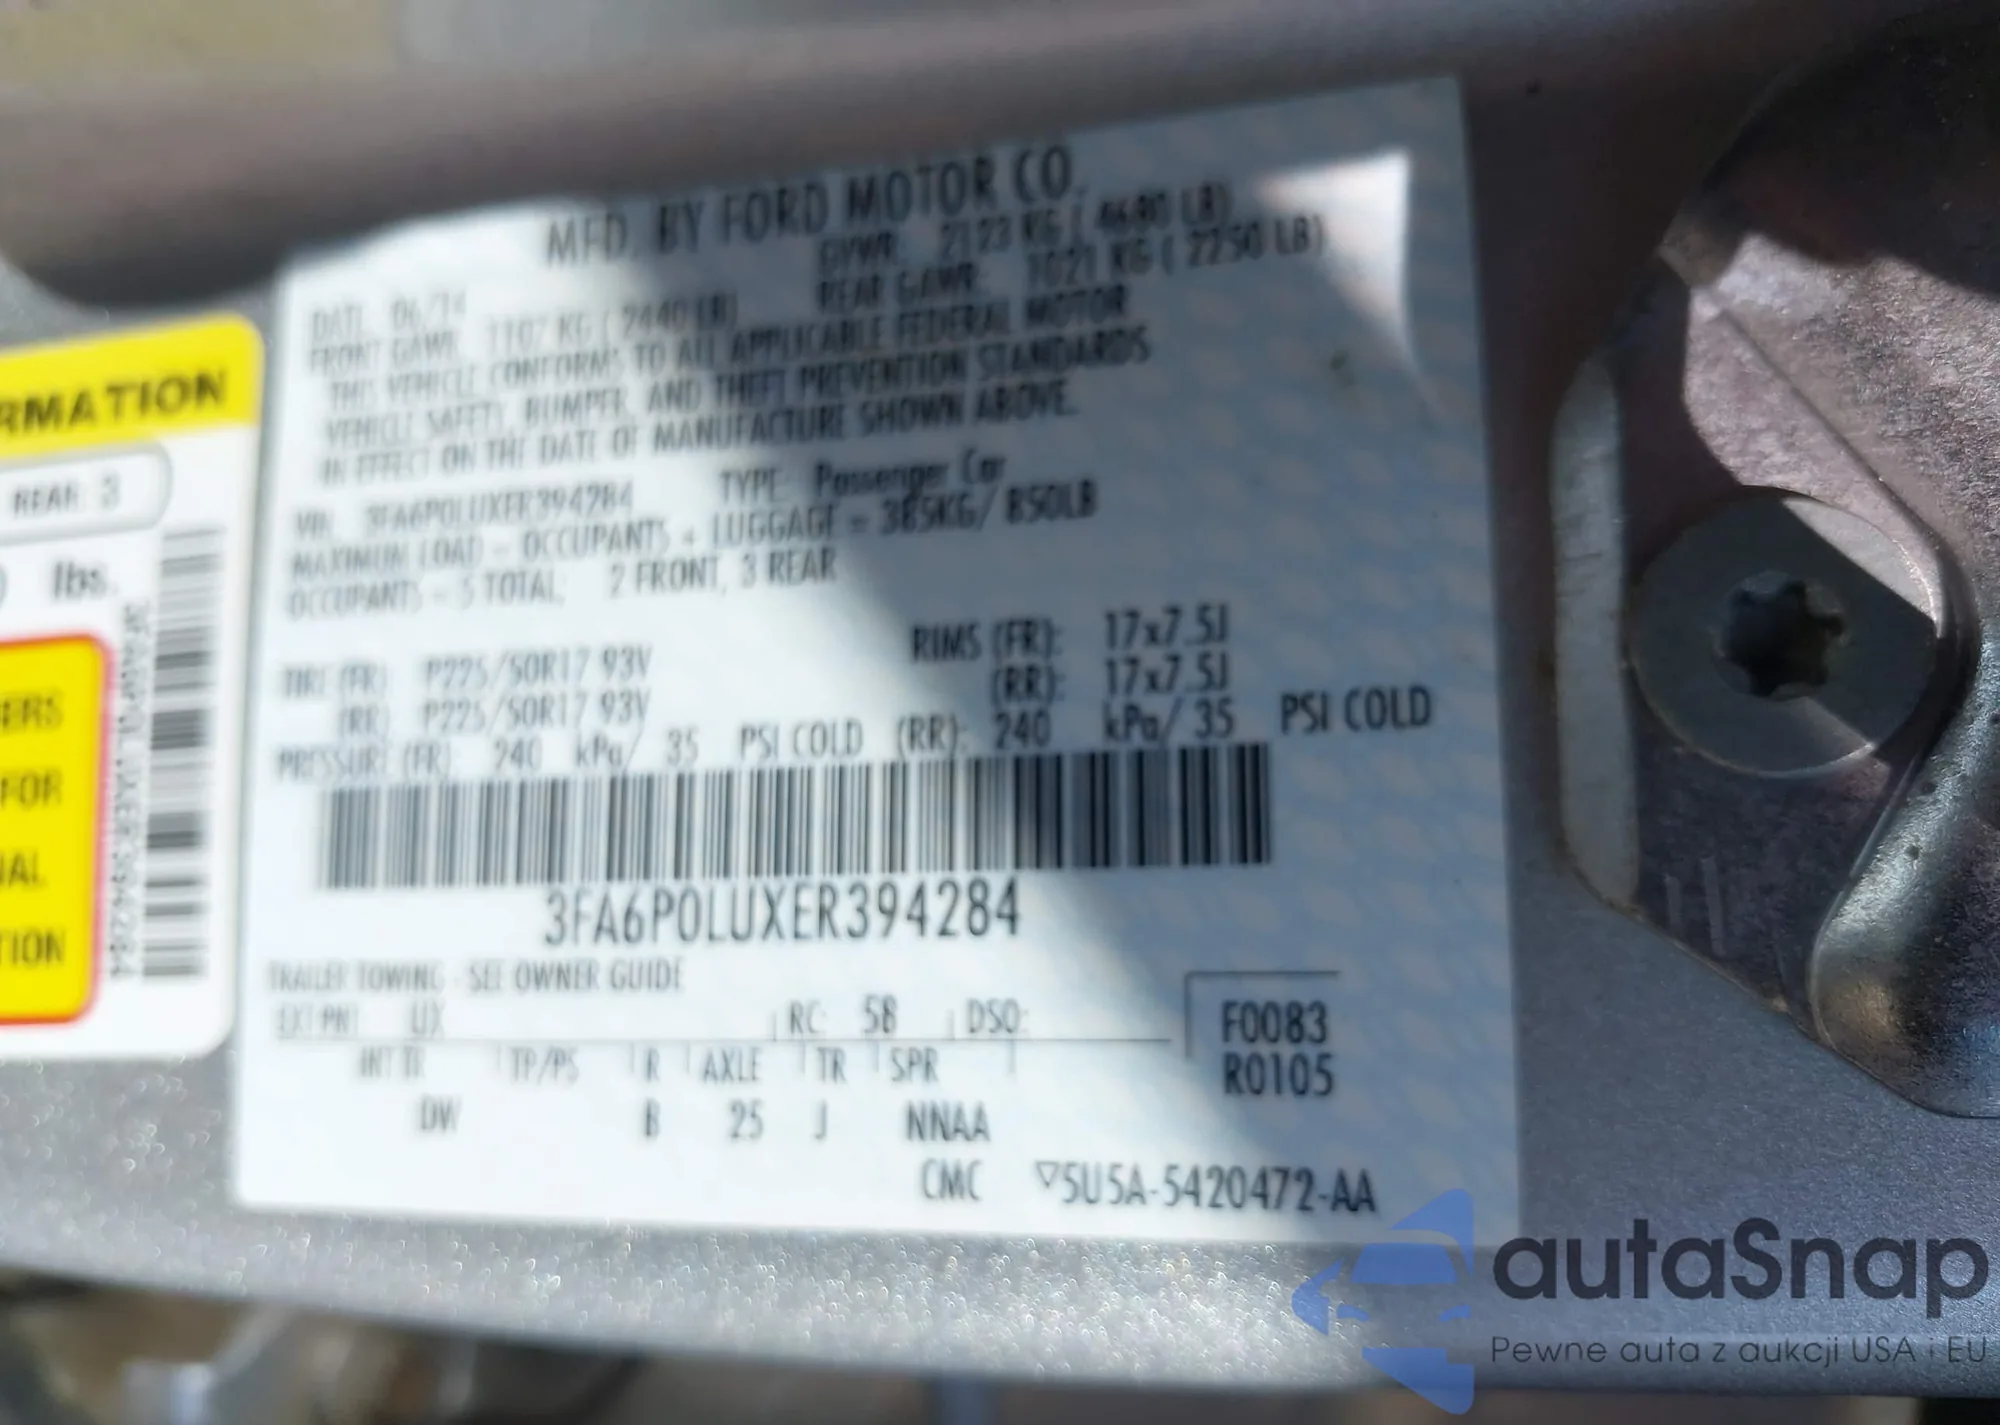 MFD. BY FORD MOTOR CO.
DATE: 06/14 GVWR: 2123 KG ( 4680 LB)
FRONT GAWR: 1107 KG ( 2440 LB) REAR GAWR: 1021 KG ( 2250 LB)
THIS VEHICLE CONFORMS TO ALL APPLICABLE FEDERAL MOTOR
VEHICLE SAFETY, BUMPER, AND THEFT PREVENTION STANDARDS
IN EFFECT ON THE DATE OF MANUFACTURE SHOWN ABOVE.
VIN: 3FA6P0LUXER394284 TYPE: Passenger Car
MAXIMUM LOAD - OCCUPANTS + LUGGAGE = 385KG/ 850LB
OCCUPANTS - 5 TOTAL, 2 FRONT, 3 REAR
RIMS (FR): 17x7.5J
TIRE (FR): P225/50R17 93V
(RR): 17x7.5J
(RR): P225/50R17 93V
PRESSURE (FR): 240 kPa/ 35 PSI COLD (RR): 240 kPa/ 35 PSI COLD
3FA6P0LUXER394284
TRAILER TOWING - SEE OWNER GUIDE
EXT PNT: UX RC: 58 DSO: F0083
INT TR TP/PS R AXLE TR SPR R0105
DW B 25 J NNAA
CMC ▽5U5A-5420472-AA
RMATION
REAR: 3
lbs.
ERS
FOR
NAL
TION
3FA6P0LUXER394284
autaSnap
Pewne auta z aukcji USA i EU